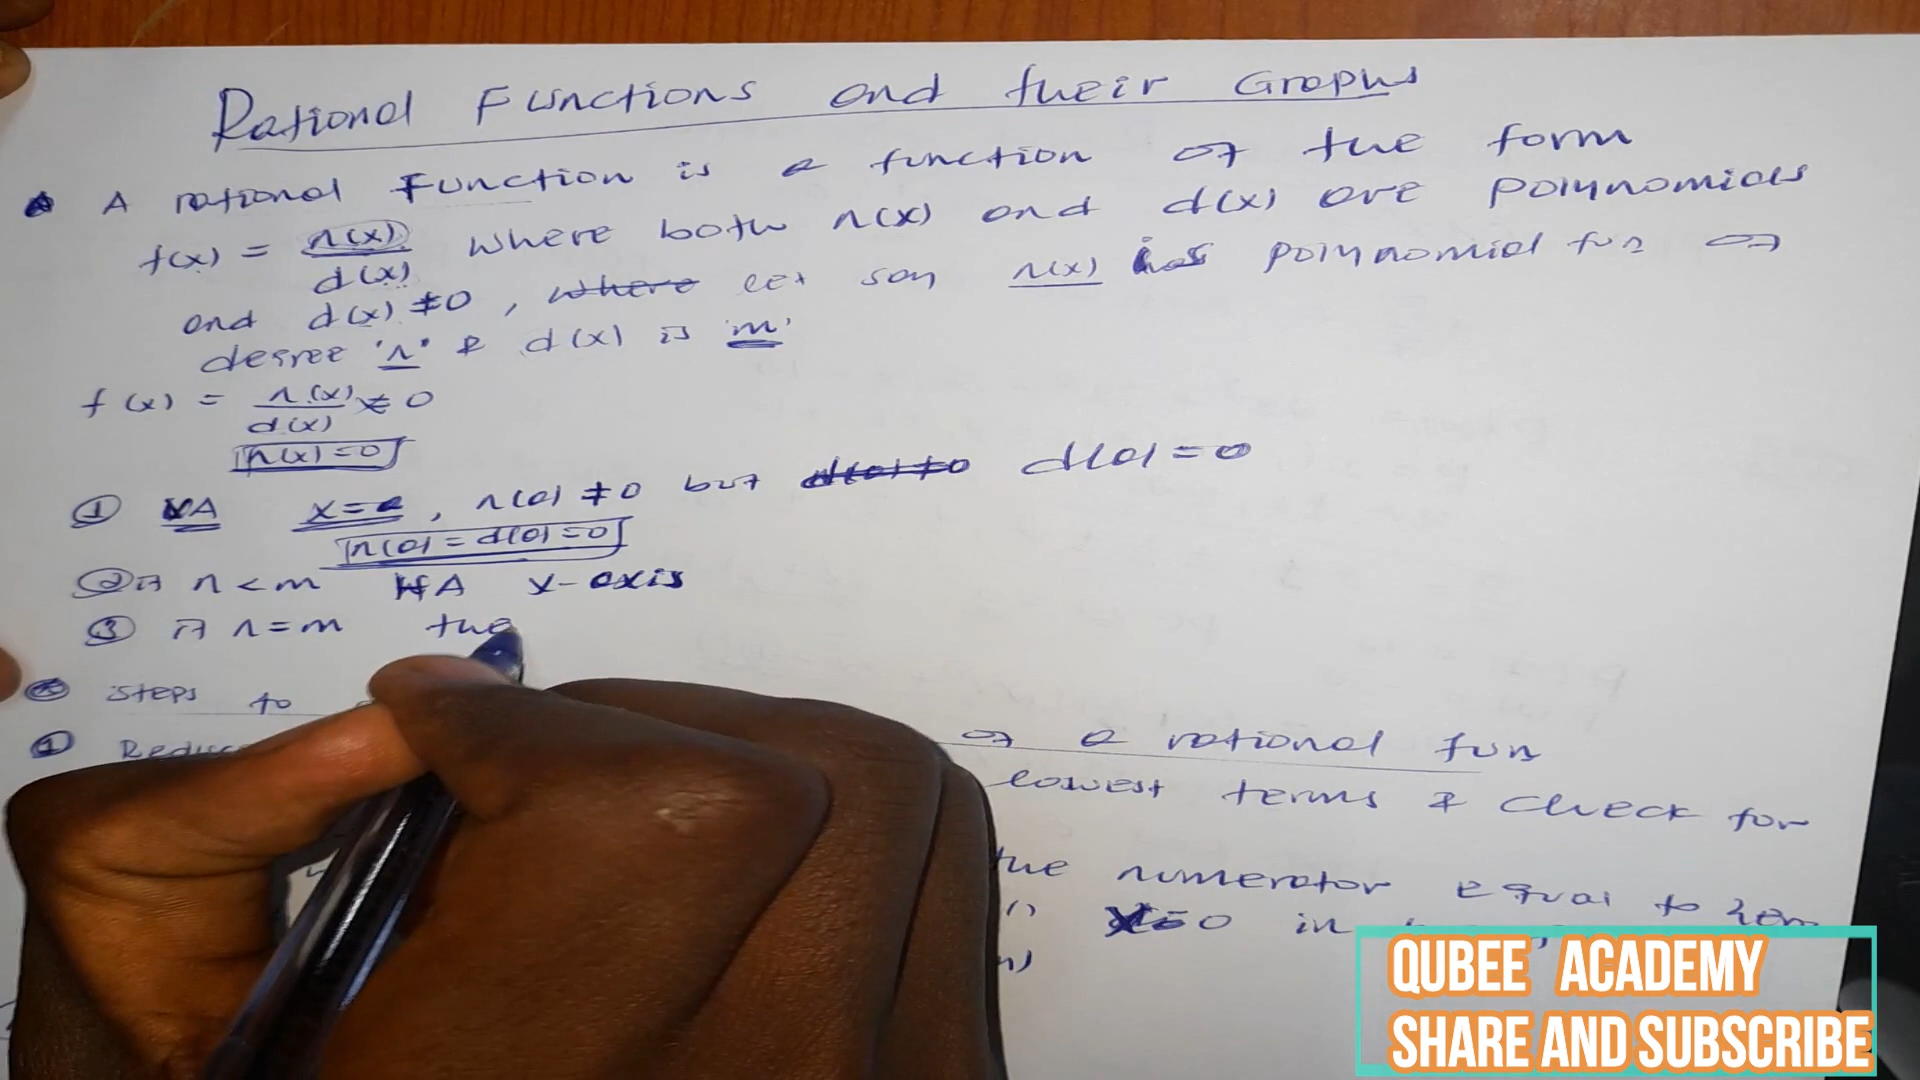 Rational Functions and their Graphs
A rational Function is a function of the form
f(x) = n(x)/d(x) where both n(x) and d(x) are polynomials
and d(x) ≠ 0, where let say n(x) has polynomial fun of
degree 'n' & d(x) is 'm'
f(x) = n(x)/d(x) ≠ 0
n(x) = 0
① VA x = a, n(a) ≠ 0 but d(a) ≠ 0 d(a) = 0
n(a) = d(a) = 0
② if n < m HA x-axis
③ if n = m the
steps to of a rational fun
① Reduce lowest terms & check for
the numerator equal to zero
x = 0 in
QUBEE ACADEMY
SHARE AND SUBSCRIBE